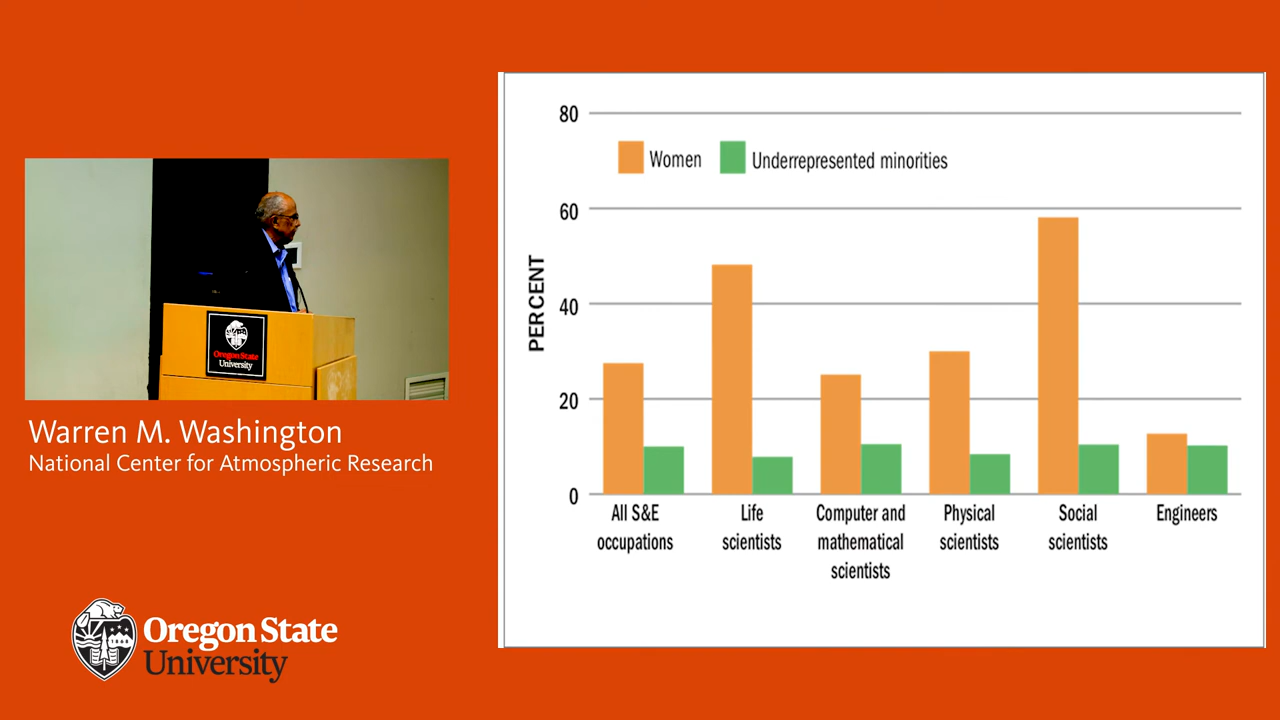 Oregon State
University
Warren M. Washington
National Center for Atmospheric Research
Oregon State
University
80
60
40
20
0
PERCENT
Women
Underrepresented minorities
All S&E
occupations
Life
scientists
Computer and
mathematical
scientists
Physical
scientists
Social
scientists
Engineers